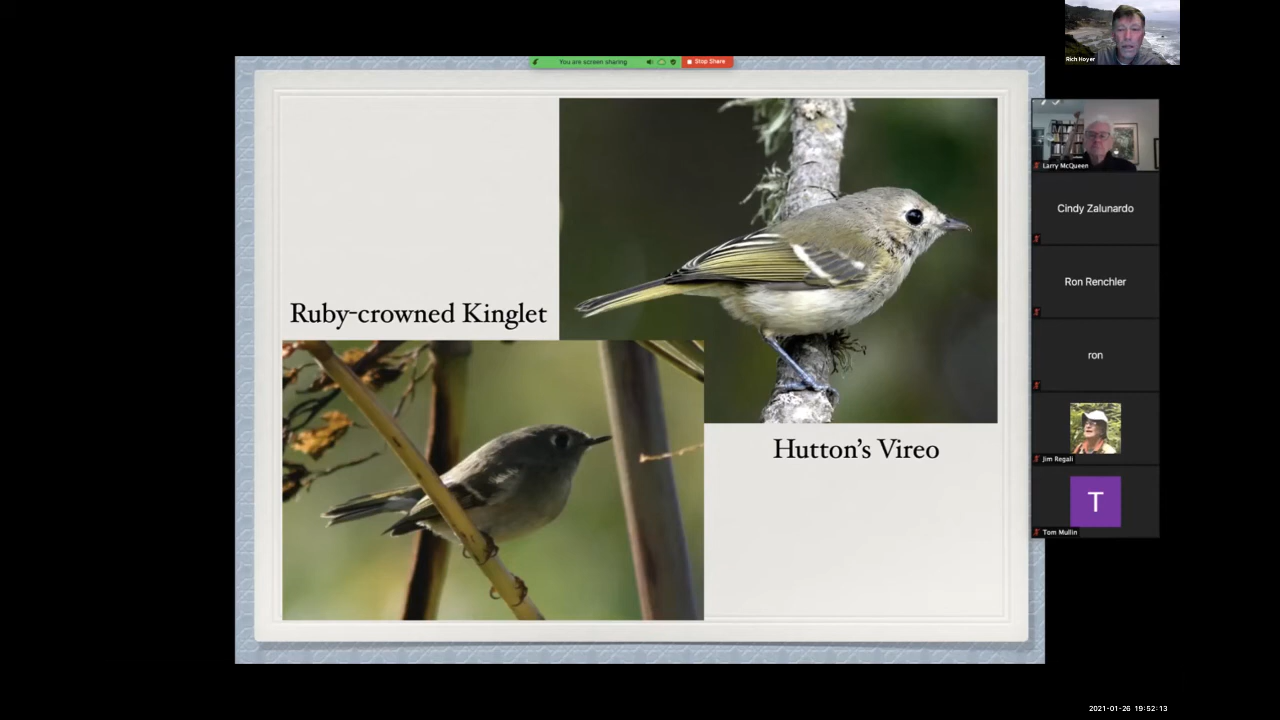 You are screen sharing
Stop Share
Rich Hoyer
Ruby-crowned Kinglet
Hutton's Vireo
Larry McQueen
Cindy Zalunardo
Ron Renchler
ron
Jim Regali
T
Tom Mullin
2021-01-26 19:52:13